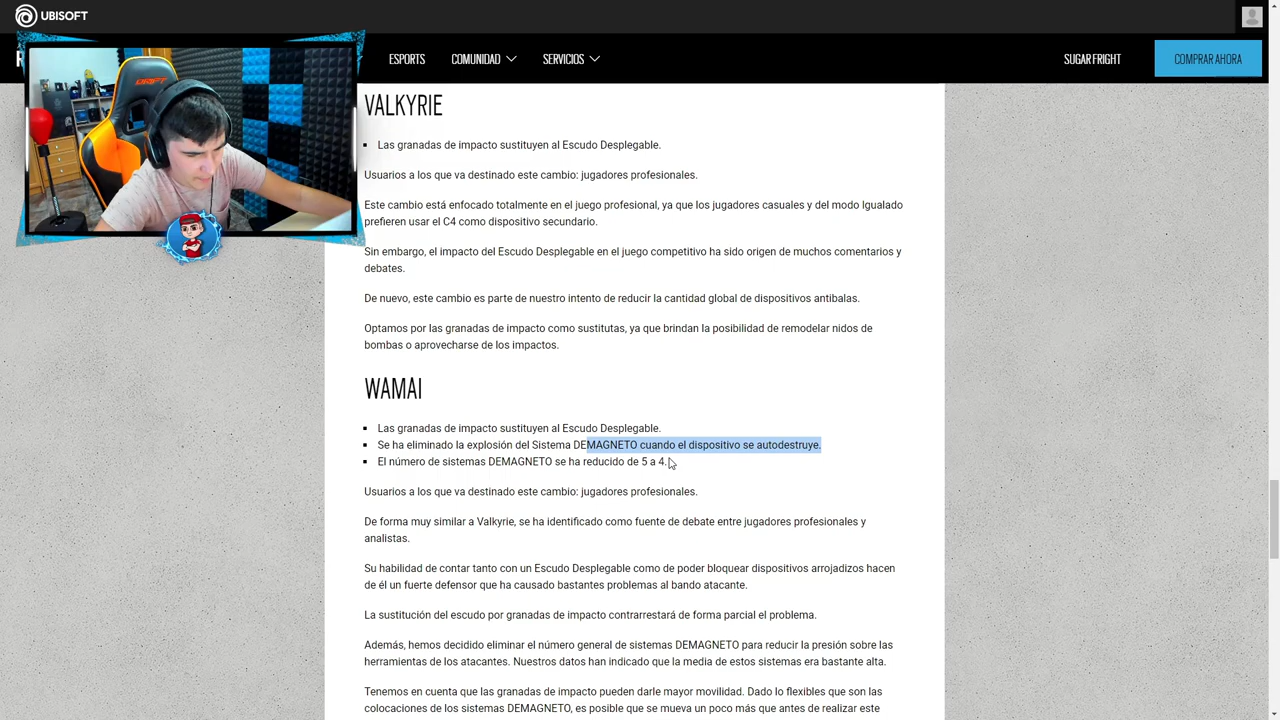 UBISOFT
ESPORTS
COMUNIDAD
SERVICIOS
SUGAR FRIGHT
COMPRAR AHORA
DRIFT
VALKYRIE
Las granadas de impacto sustituyen al Escudo Desplegable.
Usuarios a los que va destinado este cambio: jugadores profesionales.
Este cambio está enfocado totalmente en el juego profesional, ya que los jugadores casuales y del modo Igualado
prefieren usar el C4 como dispositivo secundario.
Sin embargo, el impacto del Escudo Desplegable en el juego competitivo ha sido origen de muchos comentarios y
debates.
De nuevo, este cambio es parte de nuestro intento de reducir la cantidad global de dispositivos antibalas.
Optamos por las granadas de impacto como sustitutas, ya que brindan la posibilidad de remodelar nidos de
bombas o aprovecharse de los impactos.
WAMAI
Las granadas de impacto sustituyen al Escudo Desplegable.
Se ha eliminado la explosión del Sistema DEMAGNETO cuando el dispositivo se autodestruye.
El número de sistemas DEMAGNETO se ha reducido de 5 a 4.
Usuarios a los que va destinado este cambio: jugadores profesionales.
De forma muy similar a Valkyrie, se ha identificado como fuente de debate entre jugadores profesionales y
analistas.
Su habilidad de contar tanto con un Escudo Desplegable como de poder bloquear dispositivos arrojadizos hacen
de él un fuerte defensor que ha causado bastantes problemas al bando atacante.
La sustitución del escudo por granadas de impacto contrarrestará de forma parcial el problema.
Además, hemos decidido eliminar el número general de sistemas DEMAGNETO para reducir la presión sobre las
herramientas de los atacantes. Nuestros datos han indicado que la media de estos sistemas era bastante alta.
Tenemos en cuenta que las granadas de impacto pueden darle mayor movilidad. Dado lo flexibles que son las
colocaciones de los sistemas DEMAGNETO, es posible que se mueva un poco más que antes de realizar este